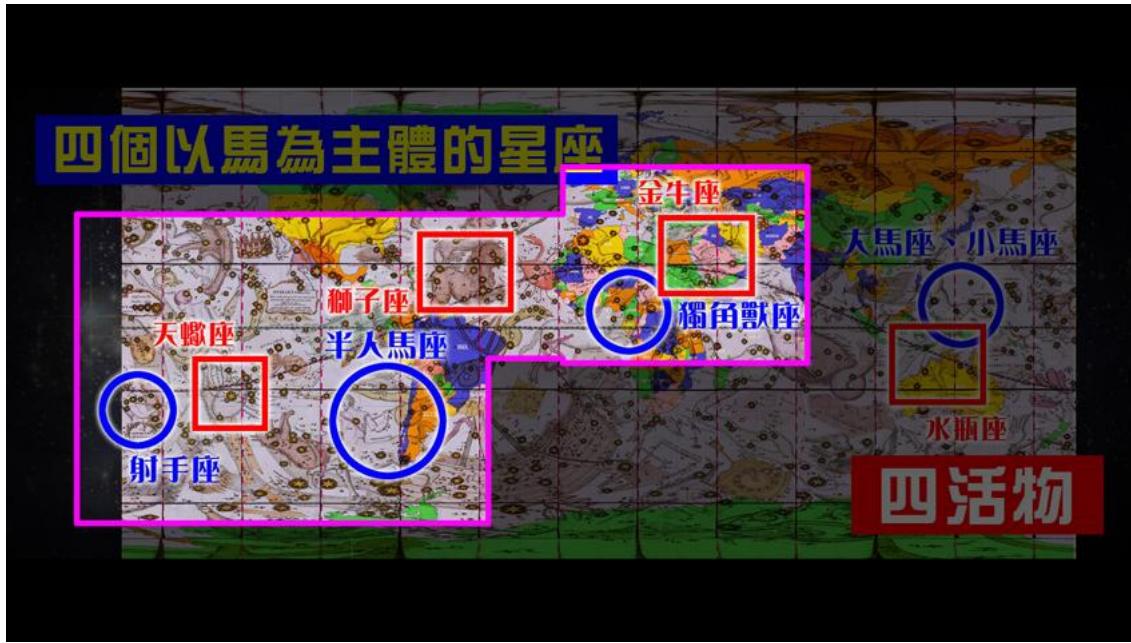 四個以馬為主體的星座
金牛座
大馬座、小馬座
獅子座
獨角獸座
天蠍座
半人馬座
水瓶座
射手座
四活物